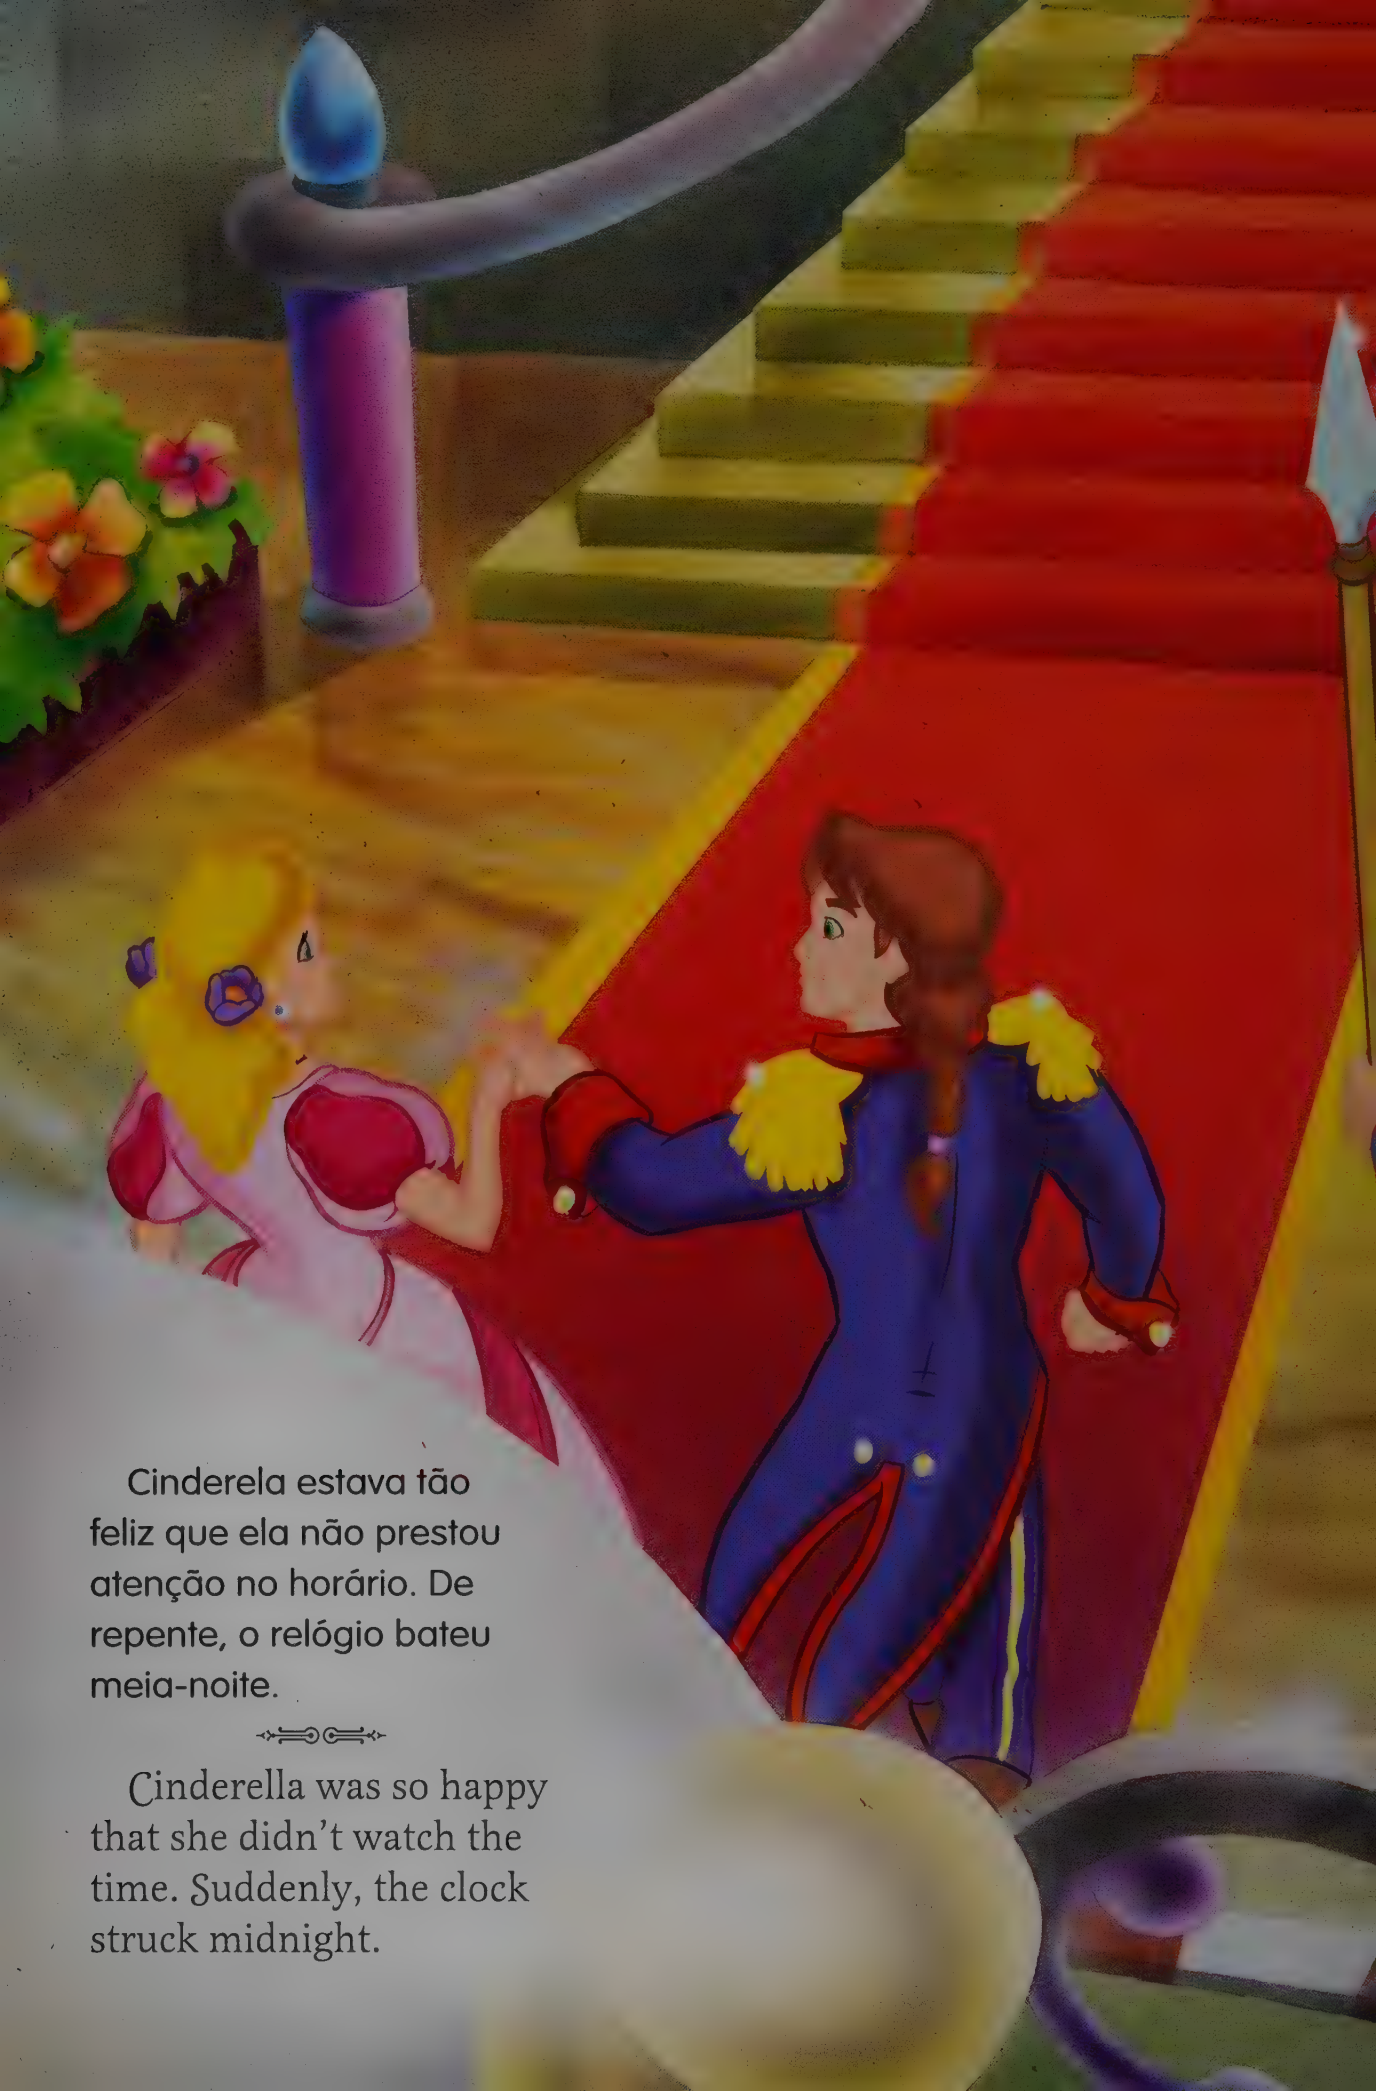 Cinderela estava tão
feliz que ela não prestou
atenção no horário. De
repente, o relógio bateu
meia-noite.
Cinderella was so happy
that she didn't watch the
time. Suddenly, the clock
struck midnight.